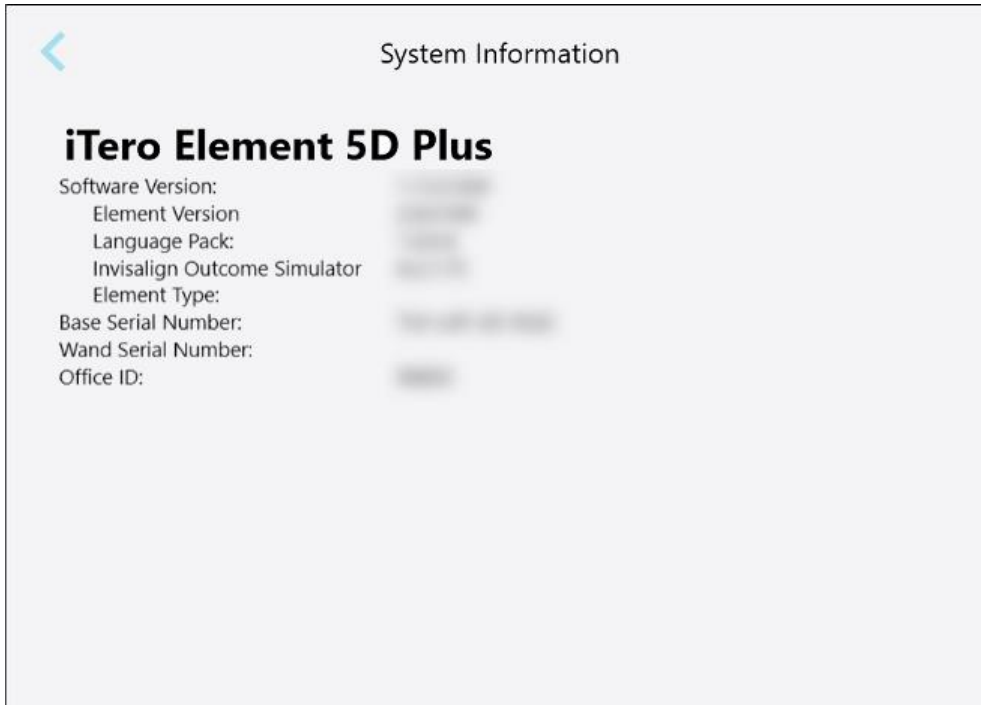 System Information
iTero Element 5D Plus
Software Version:
Element Version
Language Pack:
Invisalign Outcome Simulator
Element Type:
Base Serial Number:
Wand Serial Number:
Office ID: